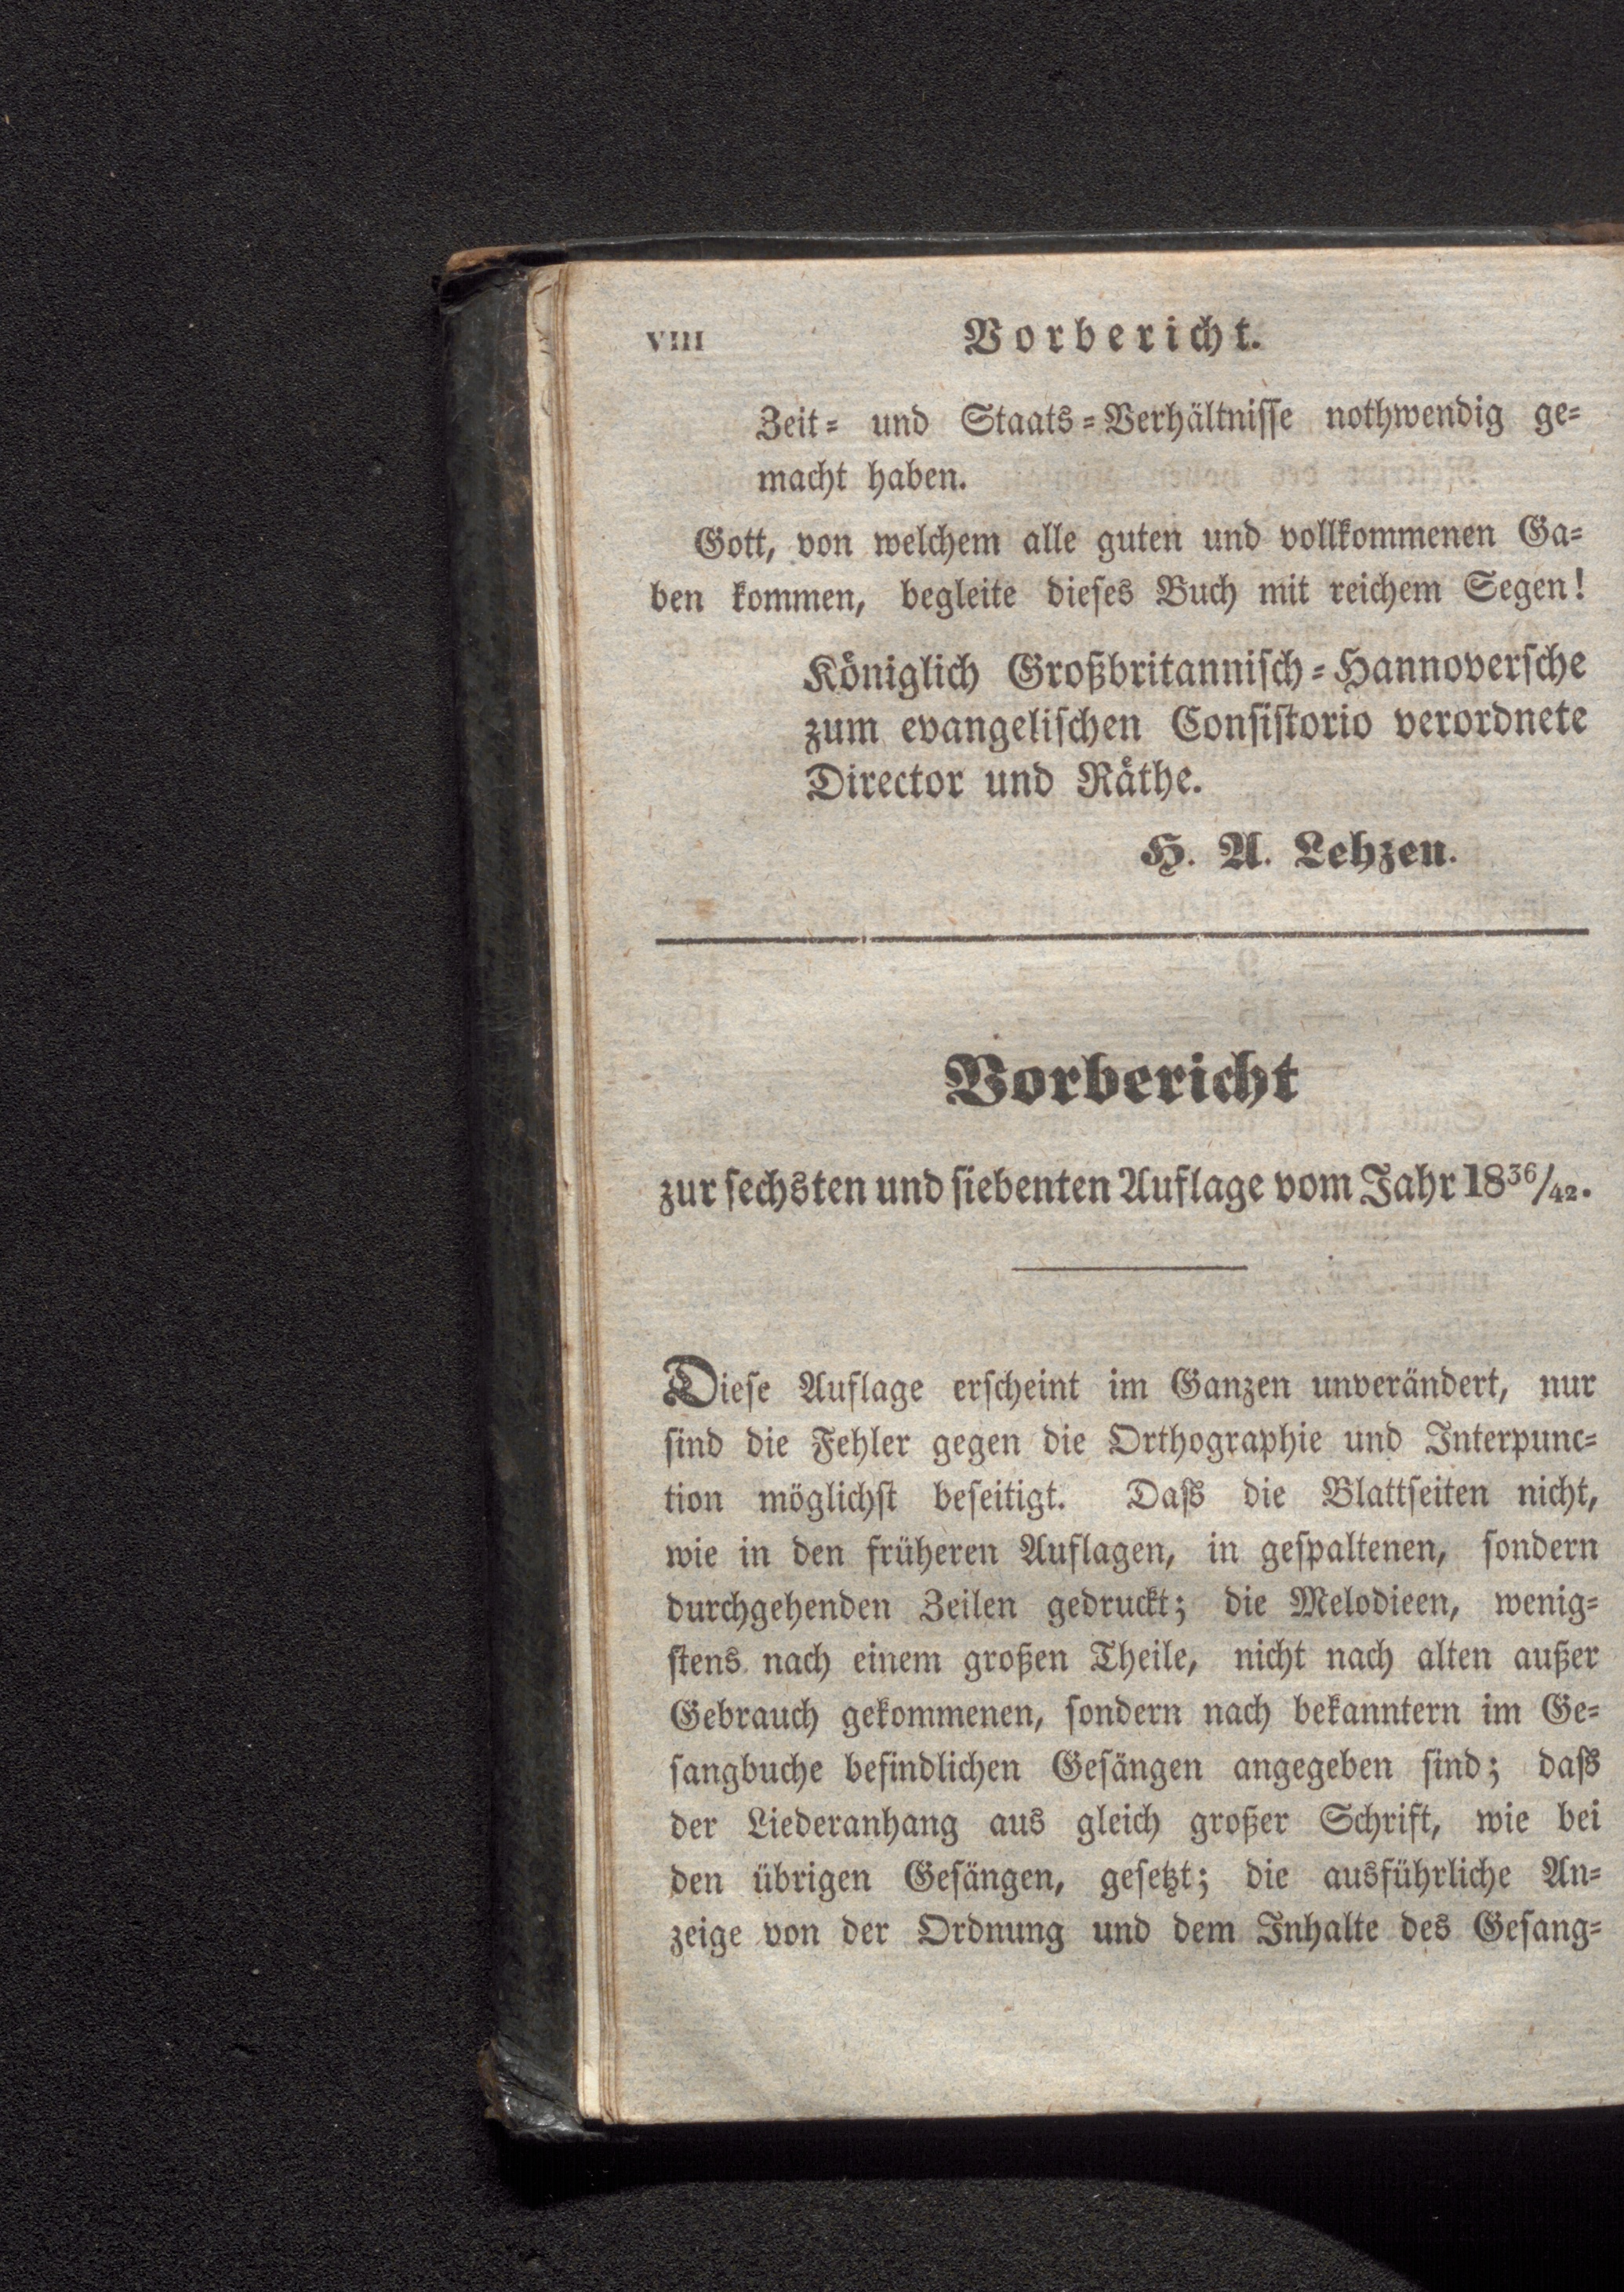 VIII Vorbericht.
Zeit- und Staats-Verhältnisse nothwendig ge-
macht haben.
Gott, von welchem alle guten und vollkommenen Ga-
ben kommen, begleite dieses Buch mit reichem Segen!
Königlich Großbritannisch-Hannoversche
zum evangelischen Consistorio verordnete
Director und Räthe.
H. A. Lehzen.
Vorbericht
zur sechsten und siebenten Auflage vom Jahr 18³⁶/₄₂.
Diese Auflage erscheint im Ganzen unverändert, nur
sind die Fehler gegen die Orthographie und Interpunc-
tion möglichst beseitigt. Daſs die Blattseiten nicht,
wie in den früheren Auflagen, in gespaltenen, sondern
durchgehenden Zeilen gedruckt; die Melodieen, wenig-
stens nach einem großen Theile, nicht nach alten außer
Gebrauch gekommenen, sondern nach bekanntern im Ge-
sangbuche befindlichen Gesängen angegeben sind; daſs
der Liederanhang aus gleich großer Schrift, wie bei
den übrigen Gesängen, gesetzt; die ausführliche An-
zeige von der Ordnung und dem Inhalte des Gesang-